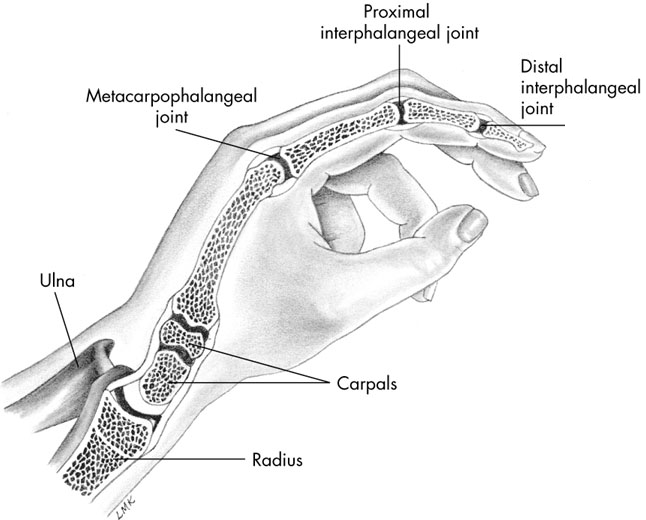 Proximal
interphalangeal joint
Distal
interphalangeal
joint
Metacarpophalangeal
joint
Ulna
Carpals
Radius
LMK